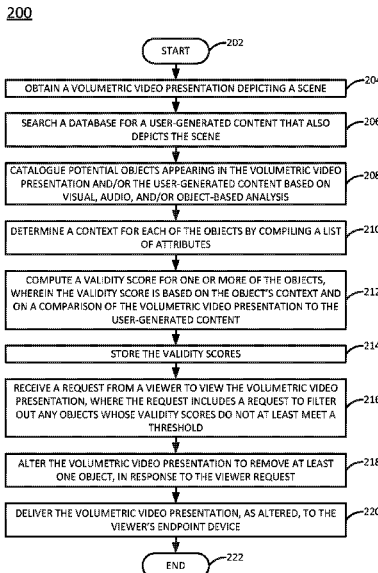 200
START
202
OBTAIN A VOLUMETRIC VIDEO PRESENTATION DEPICTING A SCENE
204
SEARCH A DATABASE FOR A USER-GENERATED CONTENT THAT ALSO
DEPICTS THE SCENE
206
CATALOGUE POTENTIAL OBJECTS APPEARING IN THE VOLUMETRIC VIDEO
PRESENTATION AND/OR THE USER-GENERATED CONTENT BASED ON
VISUAL, AUDIO, AND/OR OBJECT-BASED ANALYSIS
208
DETERMINE A CONTEXT FOR EACH OF THE OBJECTS BY COMPILING A
LIST OF ATTRIBUTES
210
COMPUTE A VALIDITY SCORE FOR ONE OR MORE OF THE OBJECTS,
WHEREIN THE VALIDITY SCORE IS BASED ON THE OBJECT'S CONTEXT AND
ON A COMPARISON OF THE VOLUMETRIC VIDEO PRESENTATION TO THE
USER-GENERATED CONTENT
212
STORE THE VALIDITY SCORES
214
RECEIVE A REQUEST FROM A VIEWER TO VIEW THE VOLUMETRIC VIDEO
PRESENTATION, WHERE THE REQUEST INCLUDES A REQUEST TO FILTER
OUT ANY OBJECTS WHOSE VALIDITY SCORES DO NOT AT LEAST MEET A
THRESHOLD
216
ALTER THE VOLUMETRIC VIDEO PRESENTATION TO REMOVE AT LEAST
ONE OBJECT, IN RESPONSE TO THE VIEWER REQUEST
218
DELIVER THE VOLUMETRIC VIDEO PRESENTATION, AS ALTERED, TO THE
VIEWER'S ENDPOINT DEVICE
220
END
222